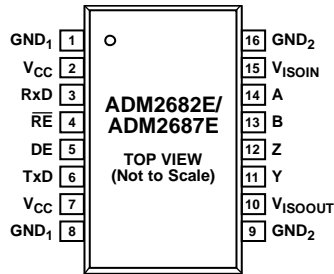 GND1 1
VCC 2
RxD 3
RE 4
DE 5
TxD 6
VCC 7
GND1 8
ADM2682E/
ADM2687E
TOP VIEW
(Not to Scale)
16 GND2
15 VISOIN
14 A
13 B
12 Z
11 Y
10 VISOOUT
9 GND2